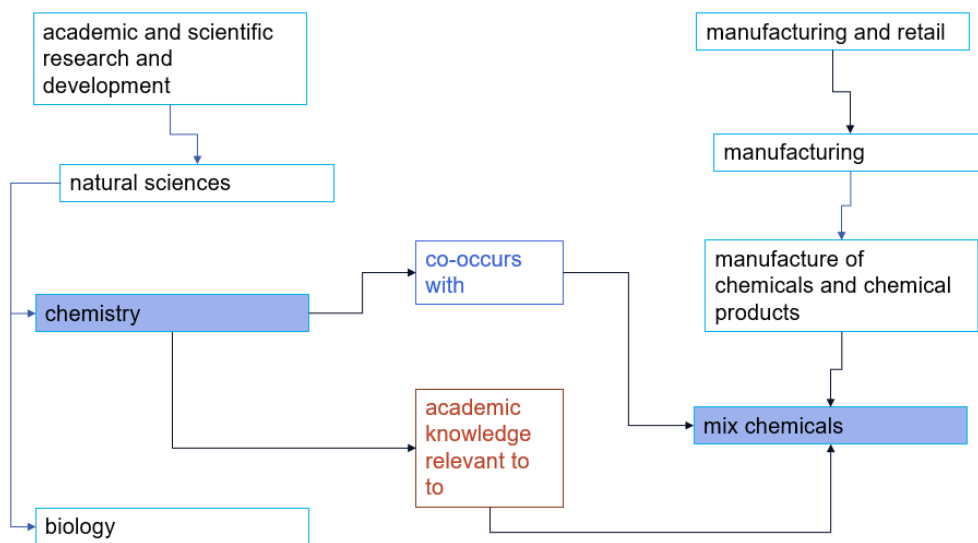 academic and scientific
research and
development
manufacturing and retail
natural sciences
manufacturing
co-occurs
with
manufacture of
chemicals and chemical
products
chemistry
academic
knowledge
relevant to
to
mix chemicals
biology